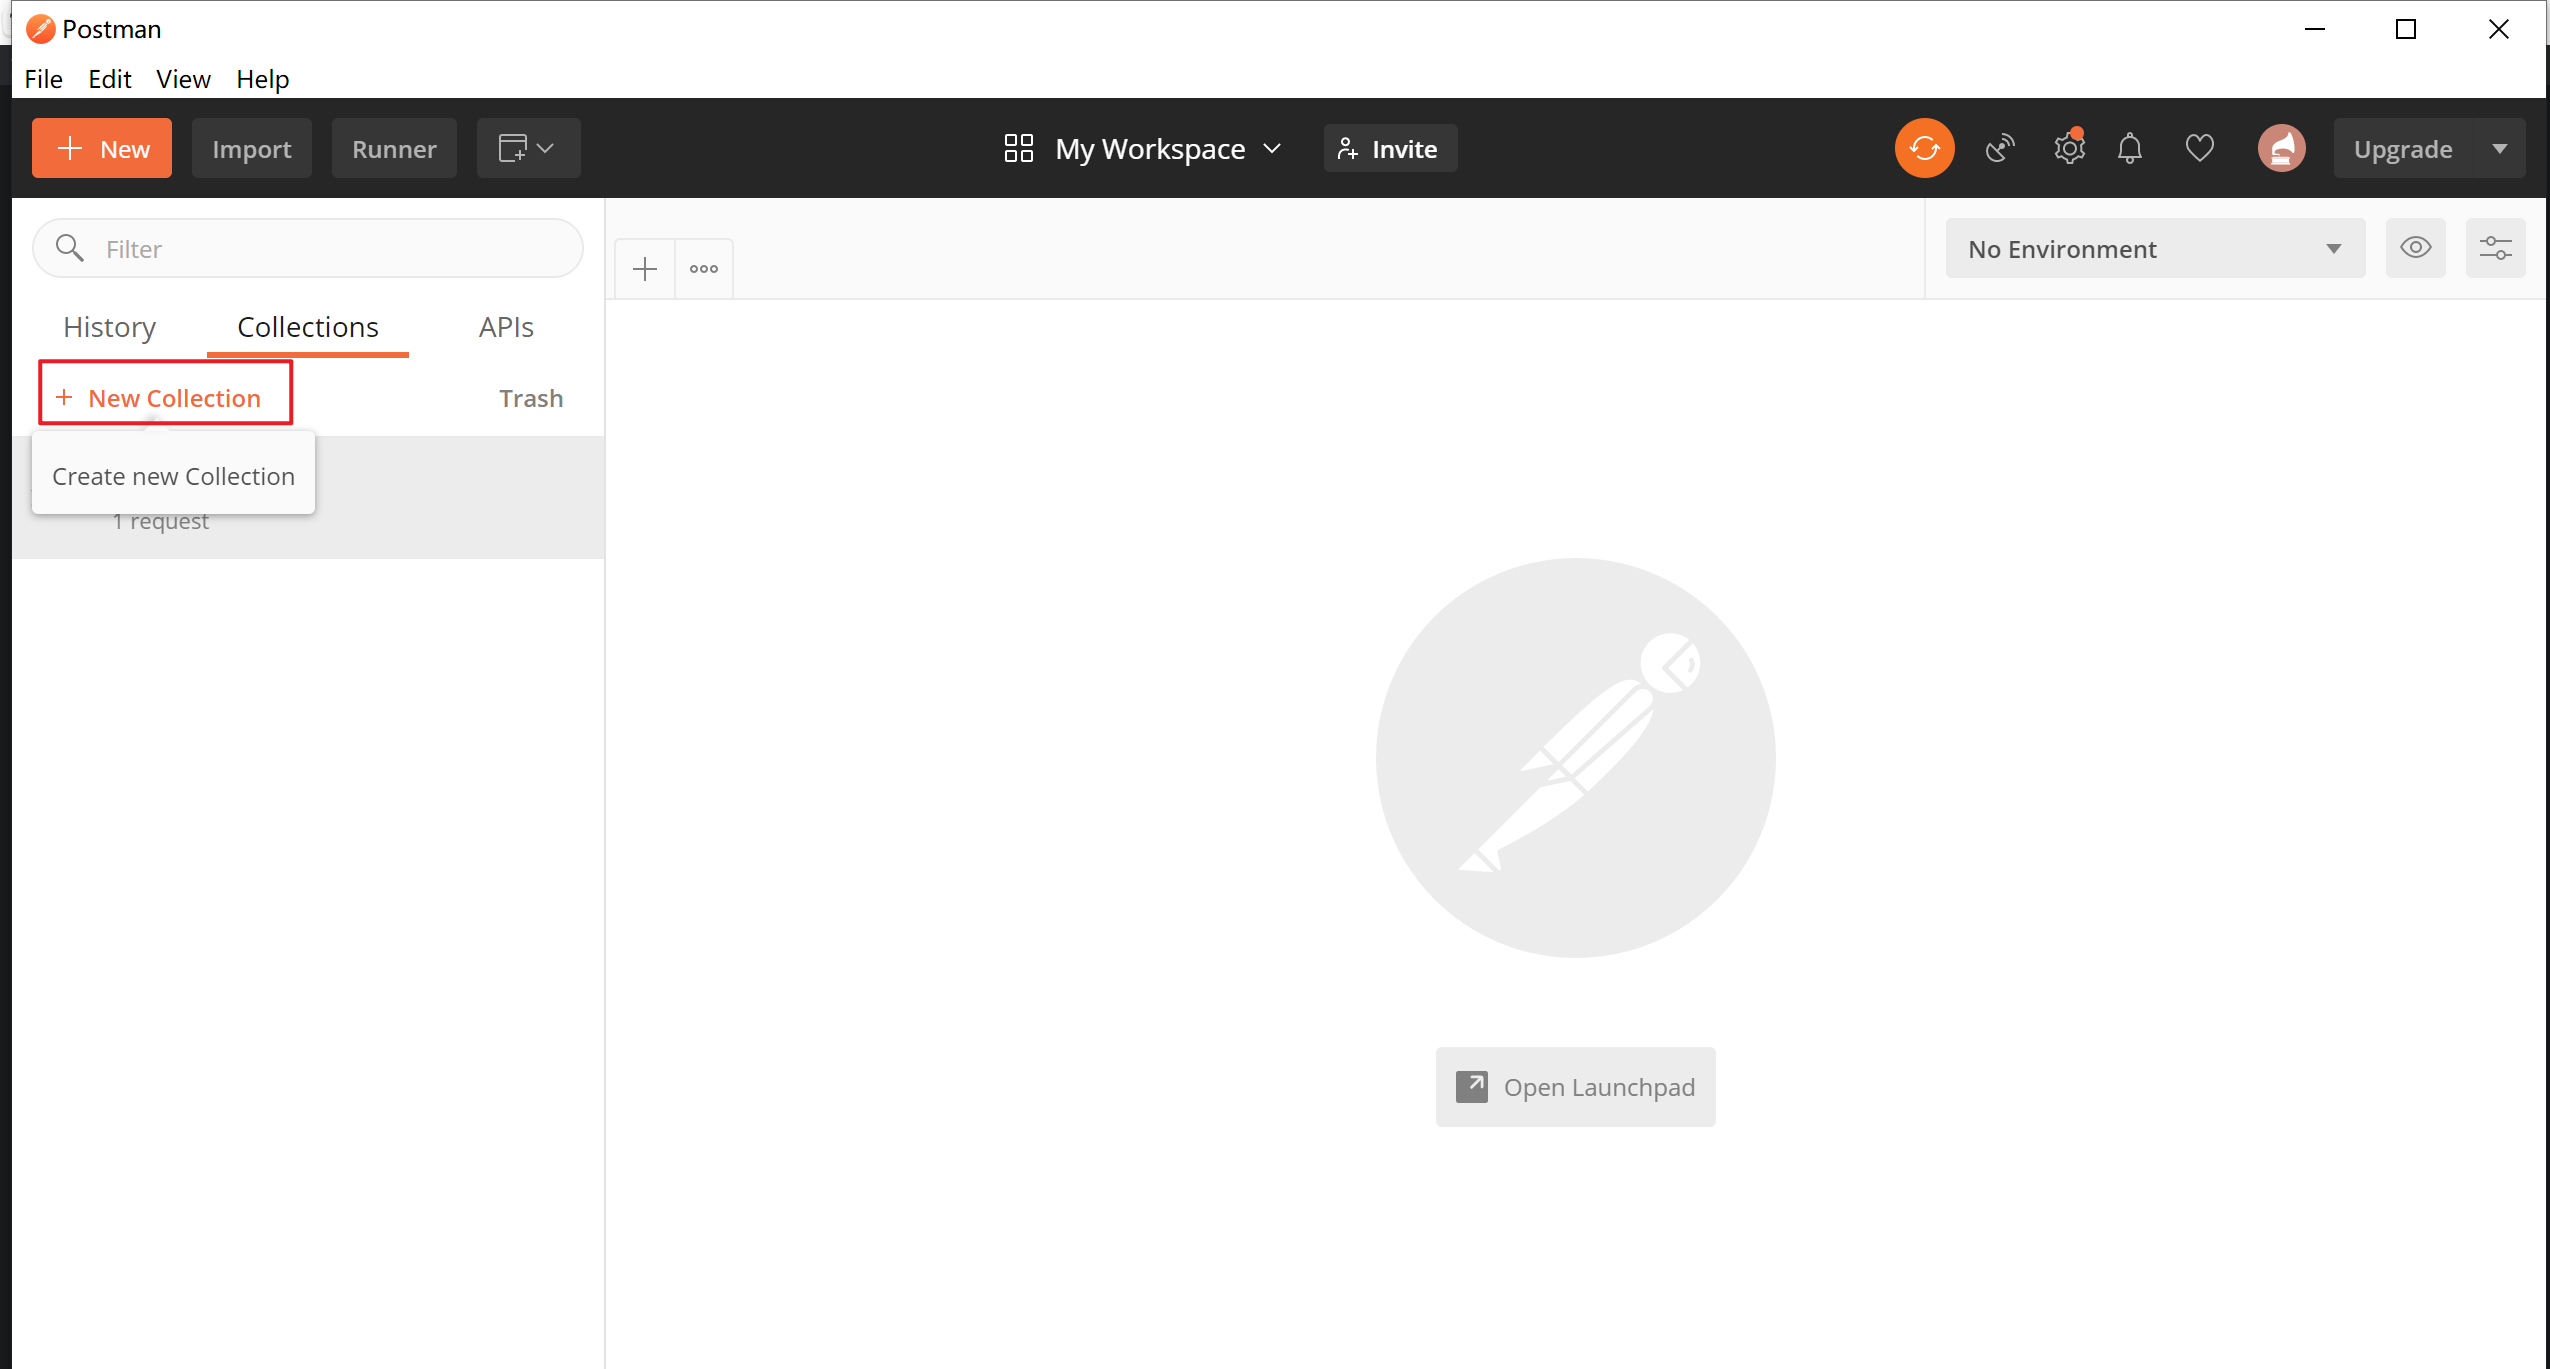 Postman
File Edit View Help
New Import Runner My Workspace Invite Upgrade
Filter
No Environment
History Collections APIs
+ New Collection Trash
Create new Collection
1 request
Open Launchpad